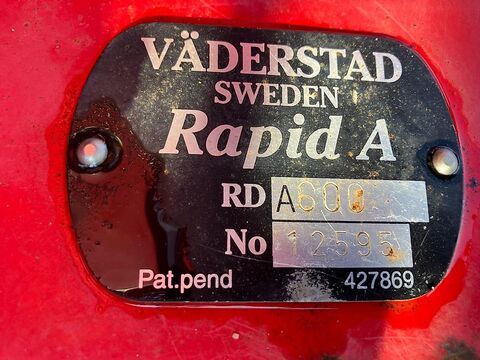 VÄDERSTAD
SWEDEN
Rapid A
RD A600
No 12595
Pat.pend 427869